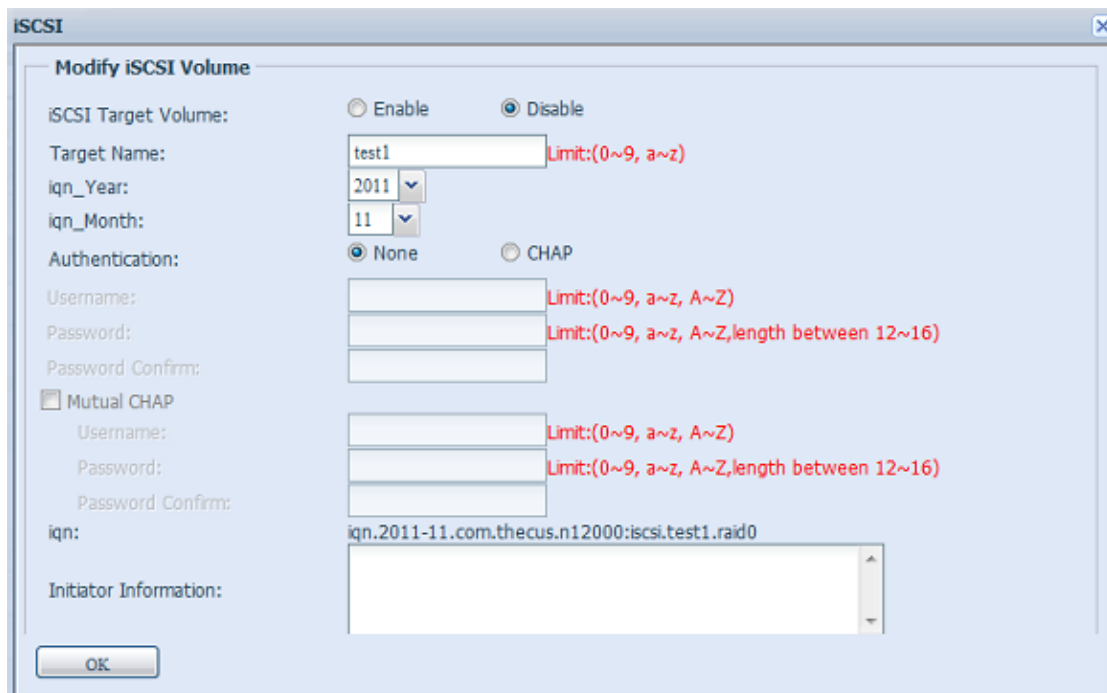 iSCSI
Modify iSCSI Volume
iSCSI Target Volume: Enable Disable
Target Name: test1 Limit:(0~9, a~z)
iqn_Year: 2011
iqn_Month: 11
Authentication: None CHAP
Username: Limit:(0~9, a~z, A~Z)
Password: Limit:(0~9, a~z, A~Z,length between 12~16)
Password Confirm:
Mutual CHAP
Username: Limit:(0~9, a~z, A~Z)
Password: Limit:(0~9, a~z, A~Z,length between 12~16)
Password Confirm:
iqn: iqn.2011-11.com.thecus.n12000:iscsi.test1.raid0
Initiator Information:
OK